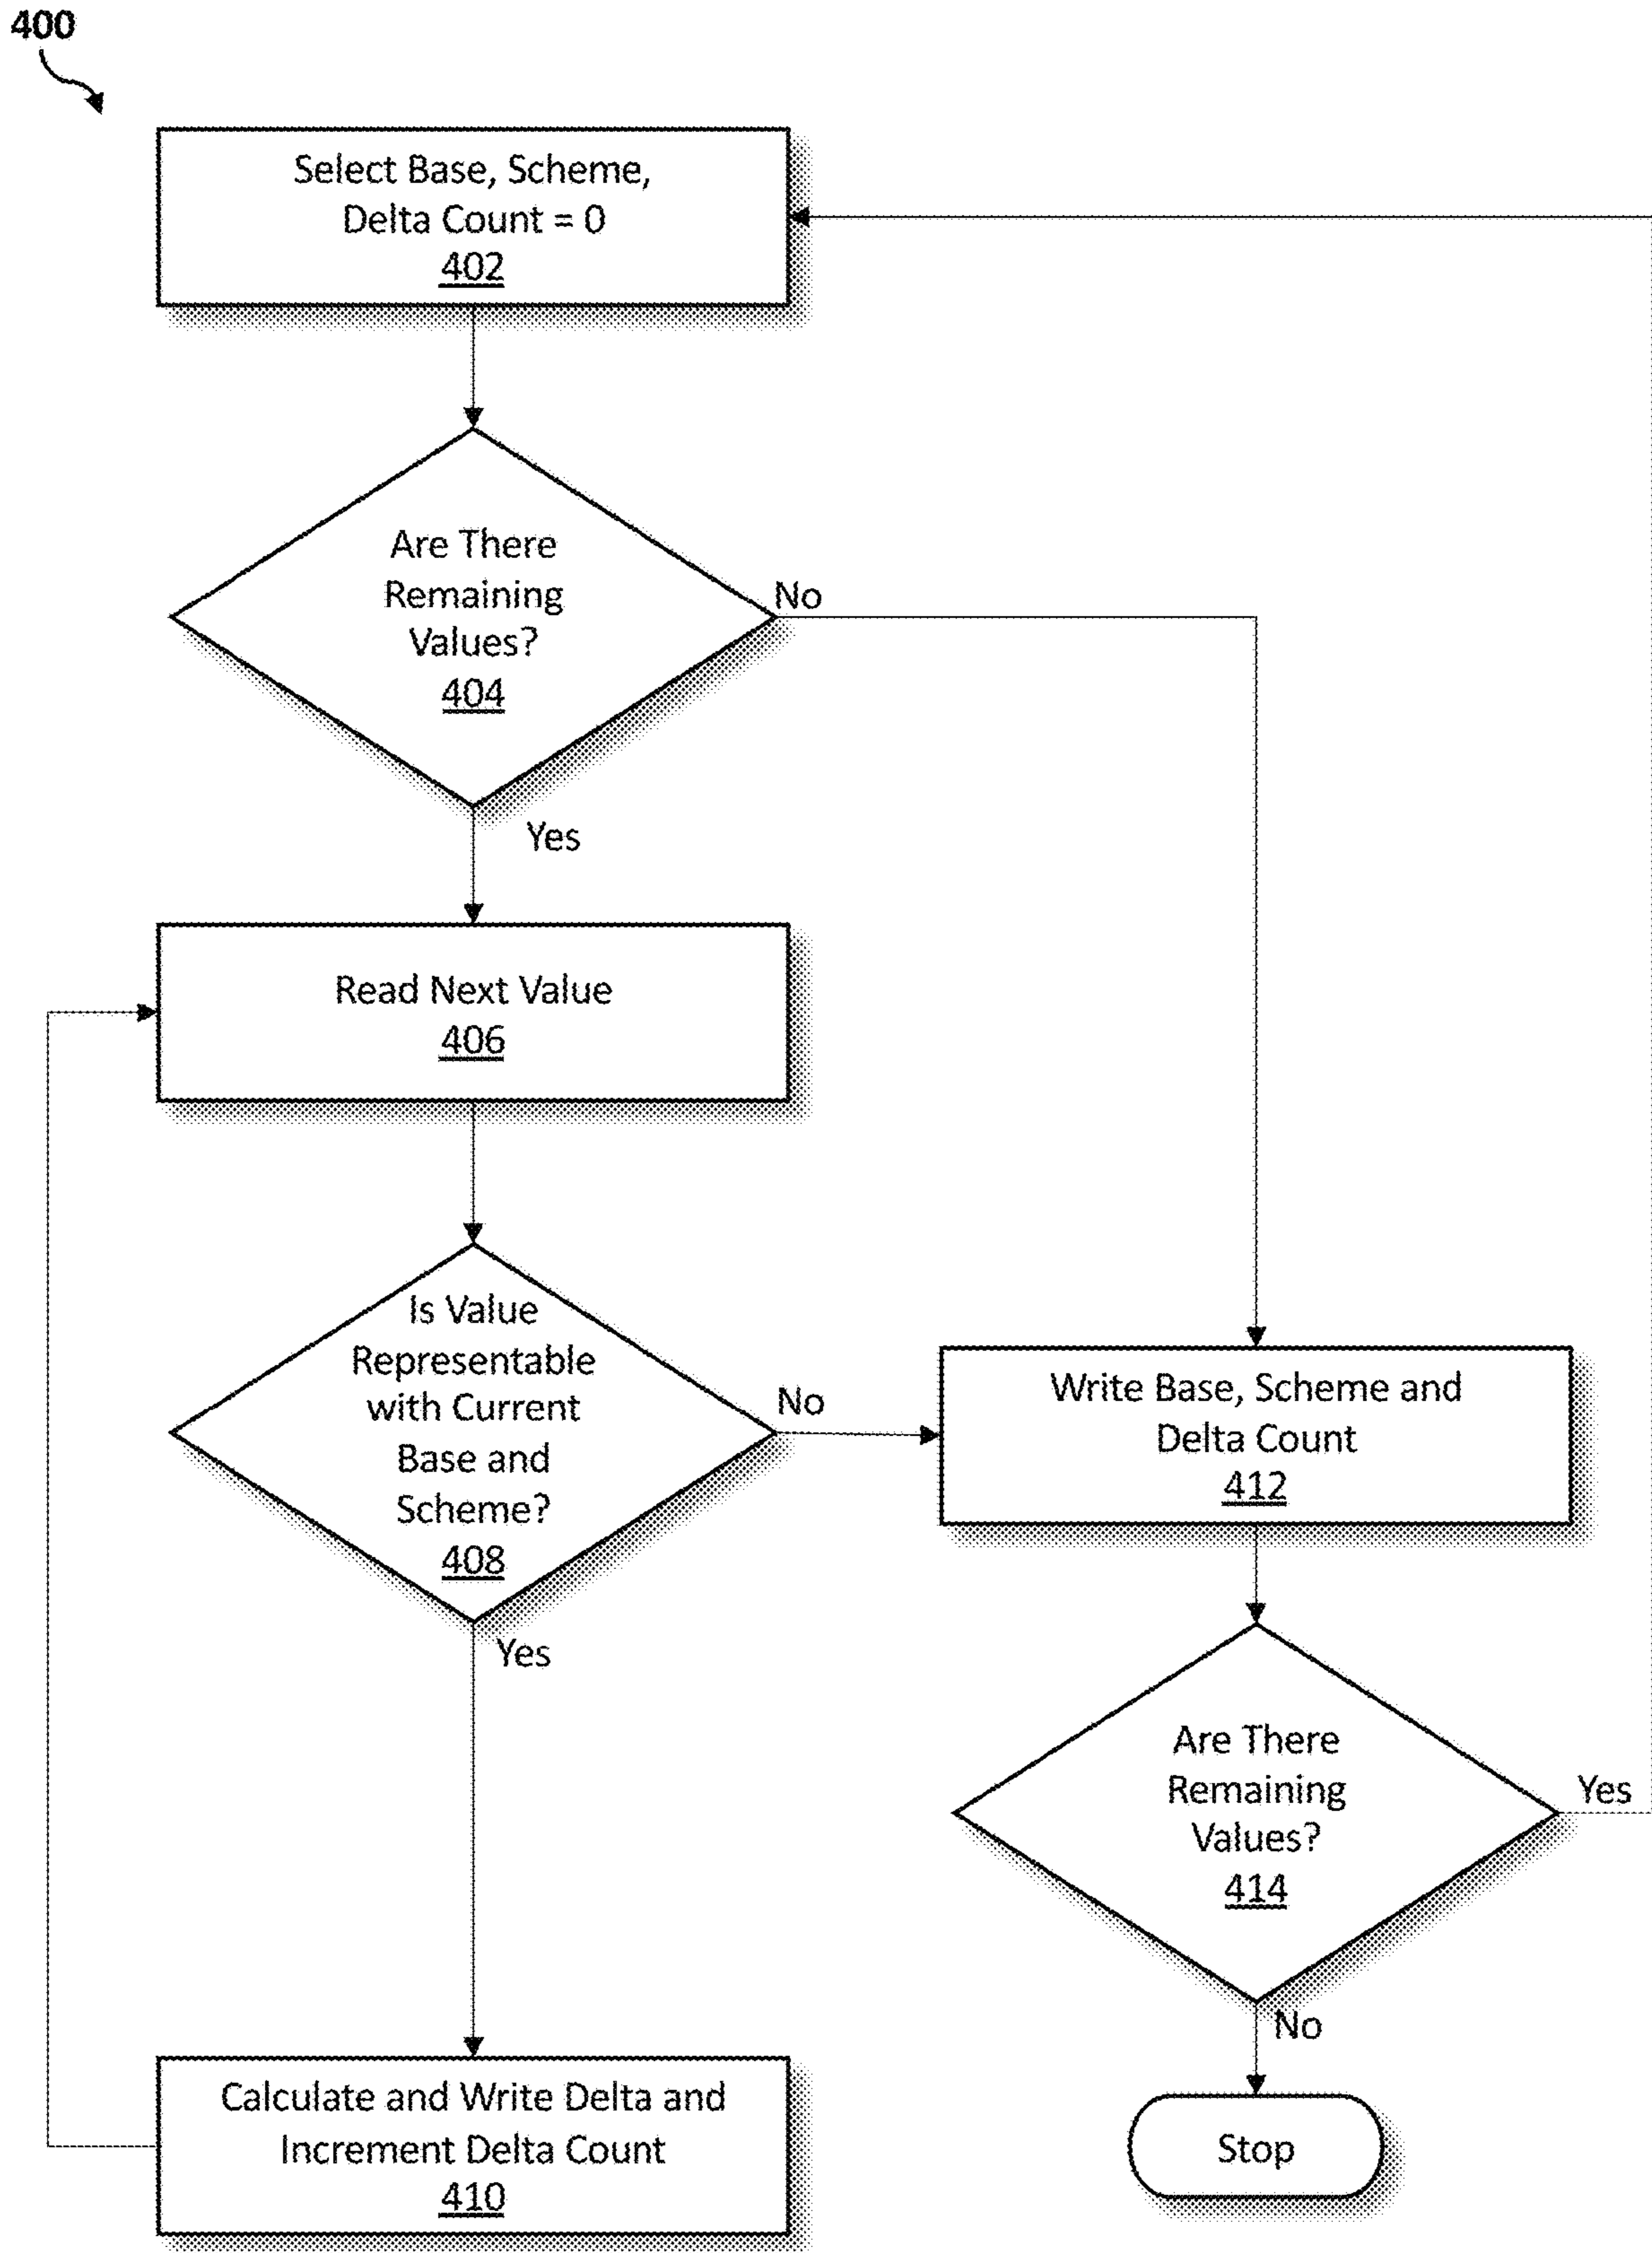 400
Select Base, Scheme,
Delta Count = 0
402
Are There
Remaining
Values?
404
No
Yes
Read Next Value
406
Is Value
Representable
with Current
Base and
Scheme?
408
No
Yes
Write Base, Scheme and
Delta Count
412
Are There
Remaining
Values?
414
Yes
No
Calculate and Write Delta and
Increment Delta Count
410
Stop